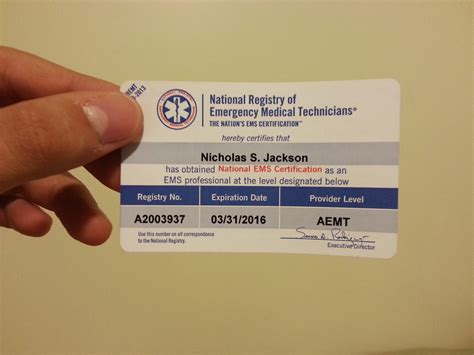 National Registry of
Emergency Medical Technicians®
THE NATION'S EMS CERTIFICATION™
hereby certifies that
Nicholas S. Jackson
has obtained National EMS Certification as an
EMS professional at the level designated below
Registry No. Expiration Date Provider Level
A2003937 03/31/2016 AEMT
Use this number on all correspondence
to the National Registry.
Executive Director